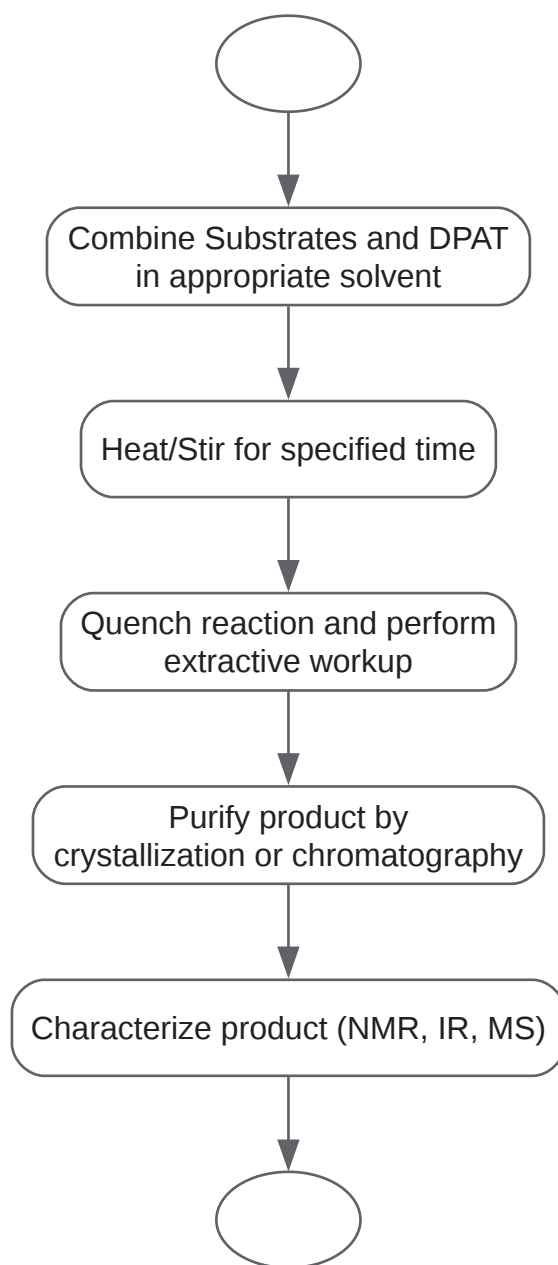 Combine Substrates and DPAT
in appropriate solvent
Heat/Stir for specified time
Quench reaction and perform
extractive workup
Purify product by
crystallization or chromatography
Characterize product (NMR, IR, MS)